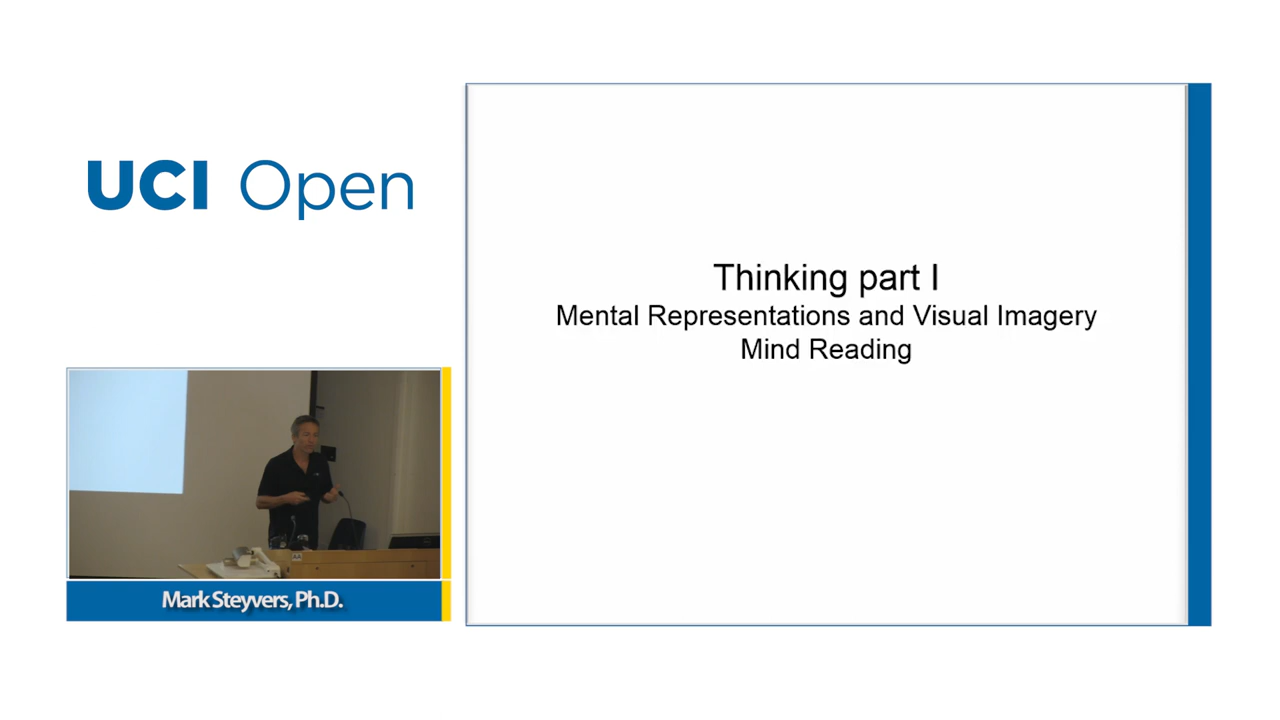 UCI Open
Thinking part I
Mental Representations and Visual Imagery
Mind Reading
Mark Steyvers, Ph.D.